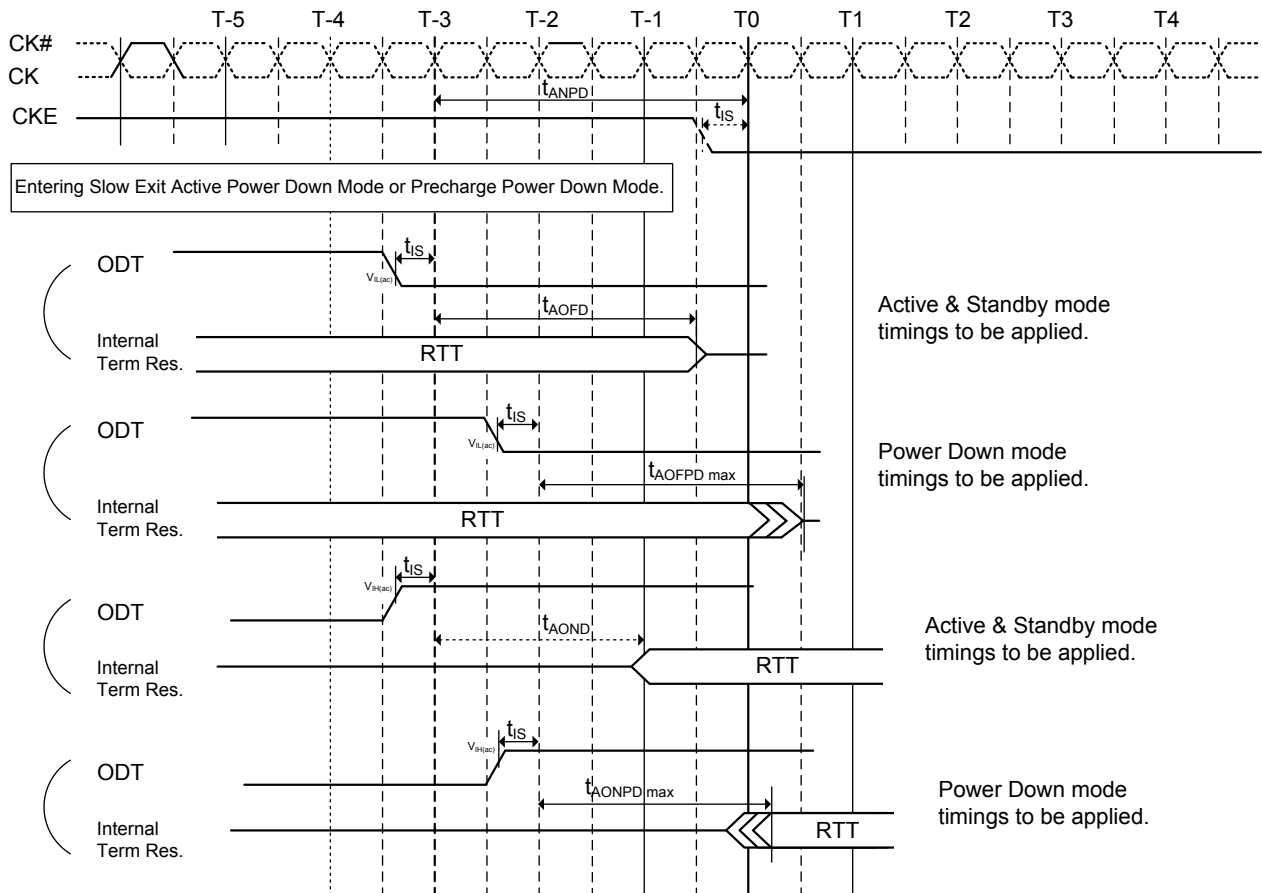 T-5 T-4 T-3 T-2 T-1 T0 T1 T2 T3 T4
CK#
CK
tANPD
CKE
tIS
Entering Slow Exit Active Power Down Mode or Precharge Power Down Mode.
ODT
tIS
VIL(ac)
tAOFD
Internal
Term Res.
RTT
Active & Standby mode
timings to be applied.
ODT
tIS
VIL(ac)
tAOFPD max
Internal
Term Res.
RTT
Power Down mode
timings to be applied.
ODT
tIS
VIH(ac)
tAOND
Internal
Term Res.
RTT
Active & Standby mode
timings to be applied.
ODT
tIS
VIH(ac)
tAONPD max
Internal
Term Res.
RTT
Power Down mode
timings to be applied.